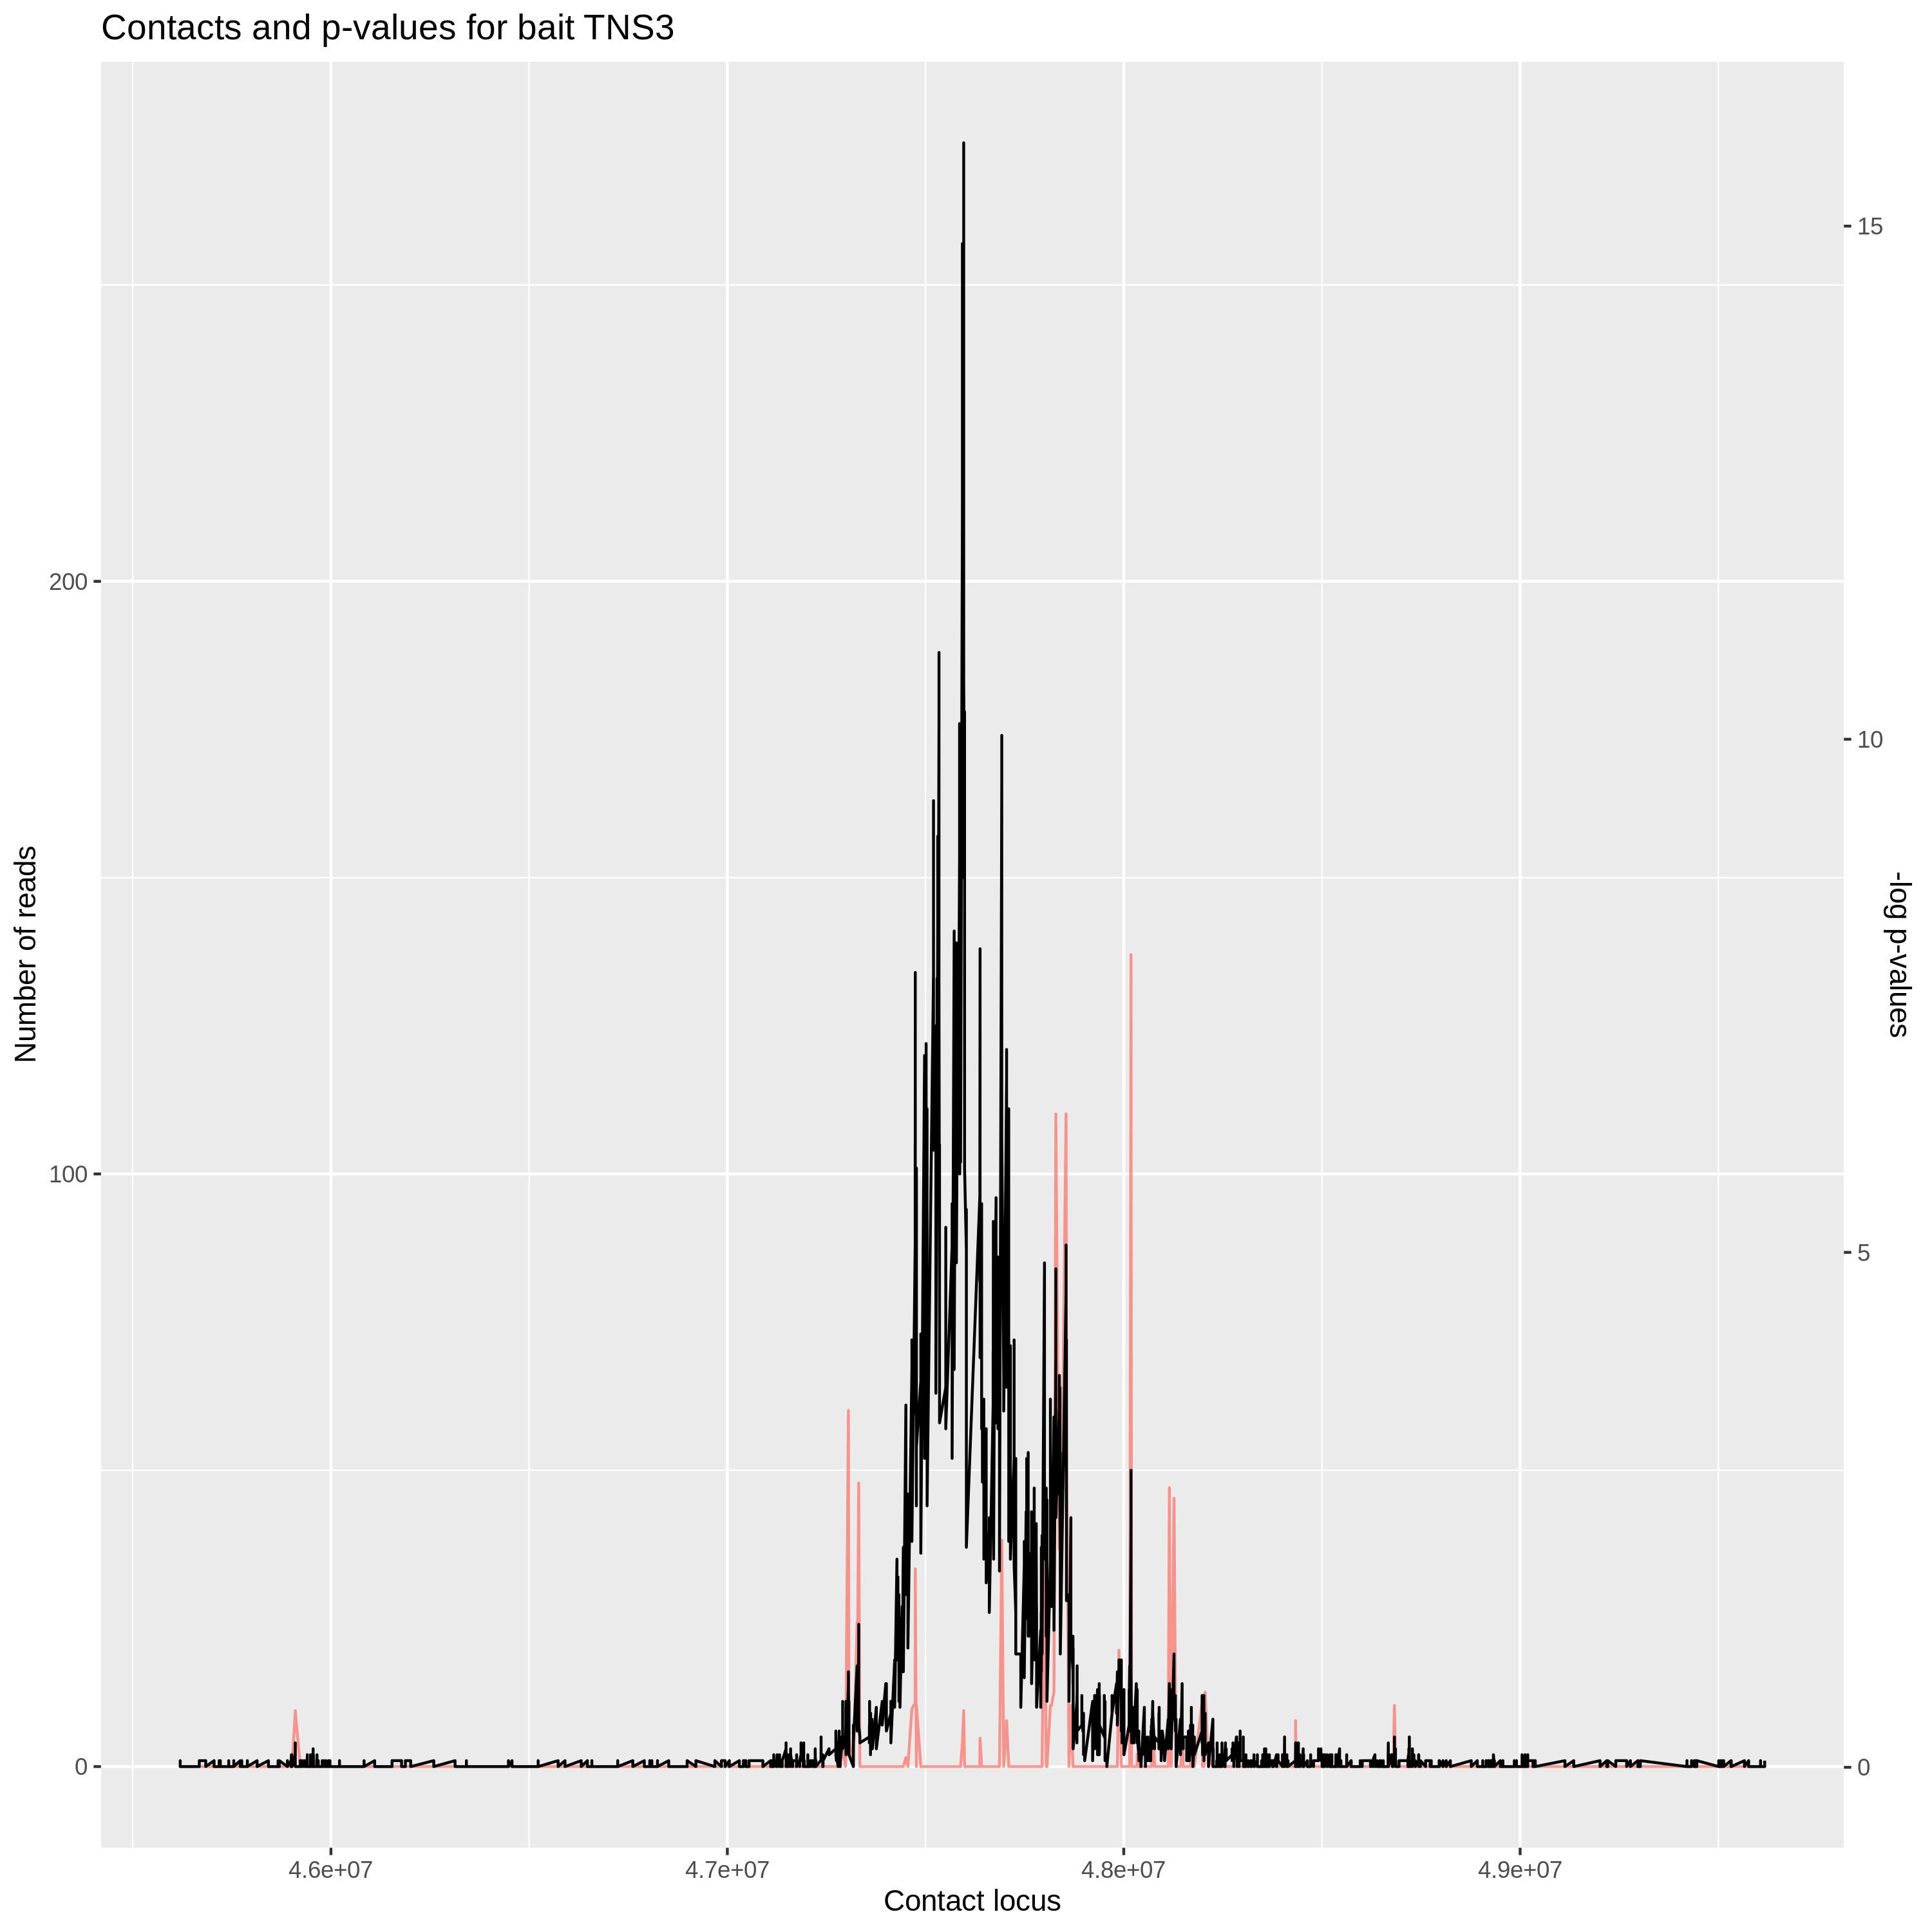 Contacts and p-values for bait TNS3
Number of reads
200
100
0
15
10
5
0
-log p-values
4.6e+07
4.7e+07
4.8e+07
4.9e+07
Contact locus